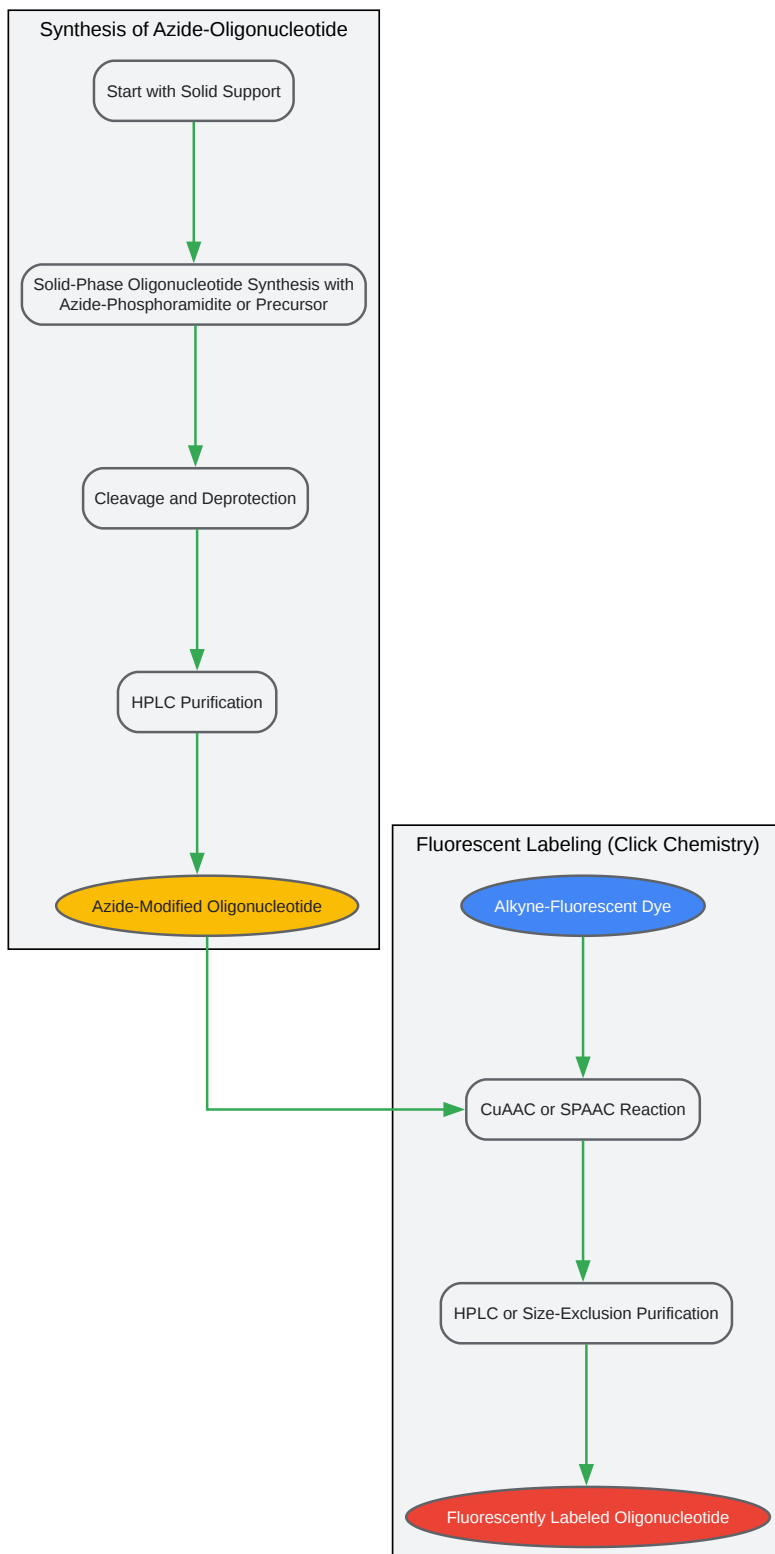 Synthesis of Azide-Oligonucleotide
Start with Solid Support
Solid-Phase Oligonucleotide Synthesis with
Azide-Phosphoramidite or Precursor
Cleavage and Deprotection
HPLC Purification
Azide-Modified Oligonucleotide
Fluorescent Labeling (Click Chemistry)
Alkyne-Fluorescent Dye
CuAAC or SPAAC Reaction
HPLC or Size-Exclusion Purification
Fluorescently Labeled Oligonucleotide